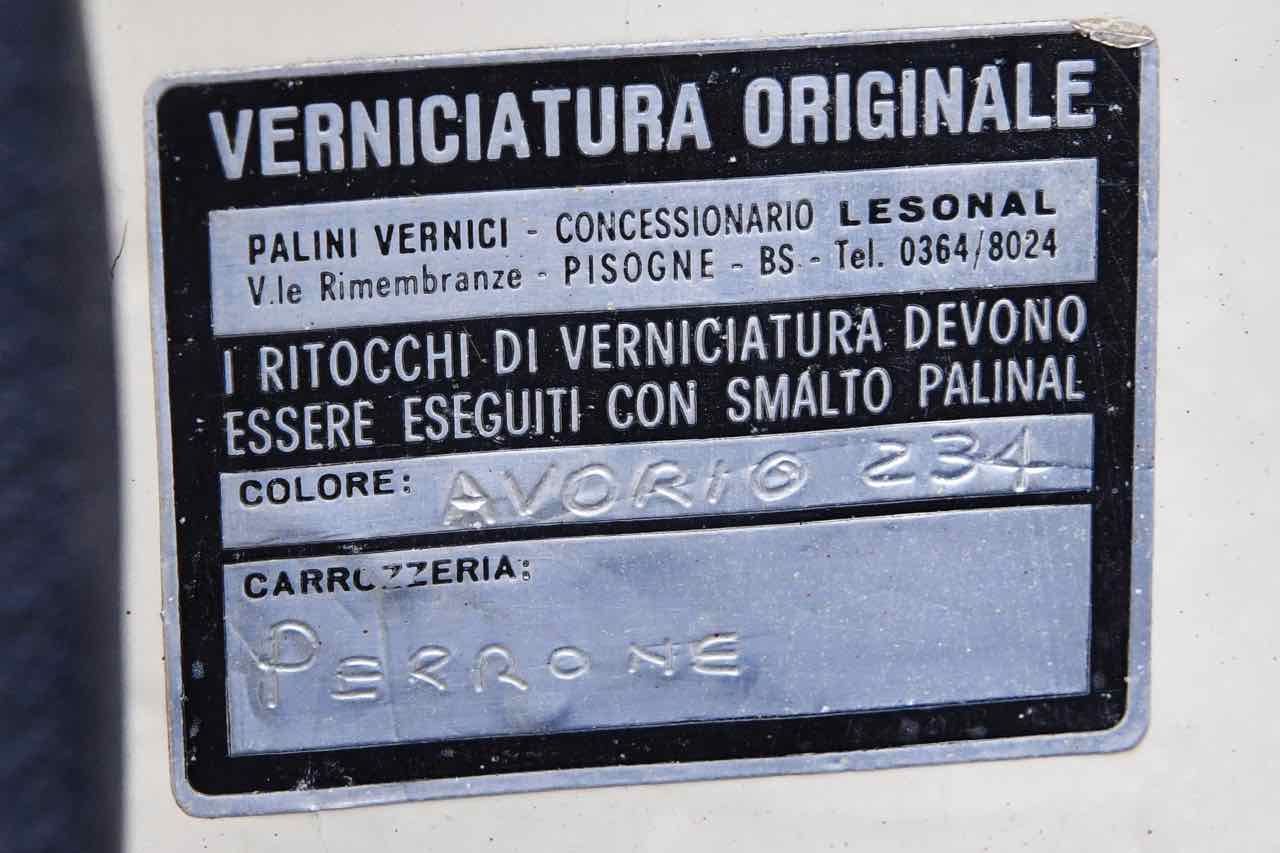 VERNICIATURA ORIGINALE
PALINI VERNICI - CONCESSIONARIO LESONAL
V.le Rimembranze - PISOGNE - BS - Tel. 0364/8024
I RITOCCHI DI VERNICIATURA DEVONO
ESSERE ESEGUITI CON SMALTO PALINAL
COLORE: AVORIO 234
CARROZZERIA:
PERRONE